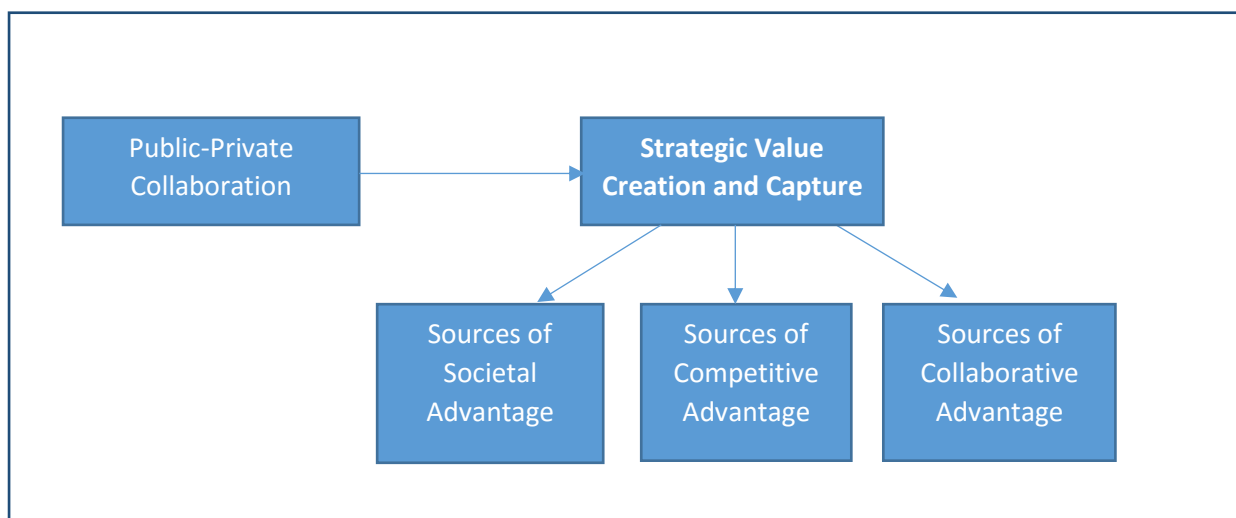 Public-Private
Collaboration
Strategic Value
Creation and Capture
Sources of
Societal
Advantage
Sources of
Competitive
Advantage
Sources of
Collaborative
Advantage